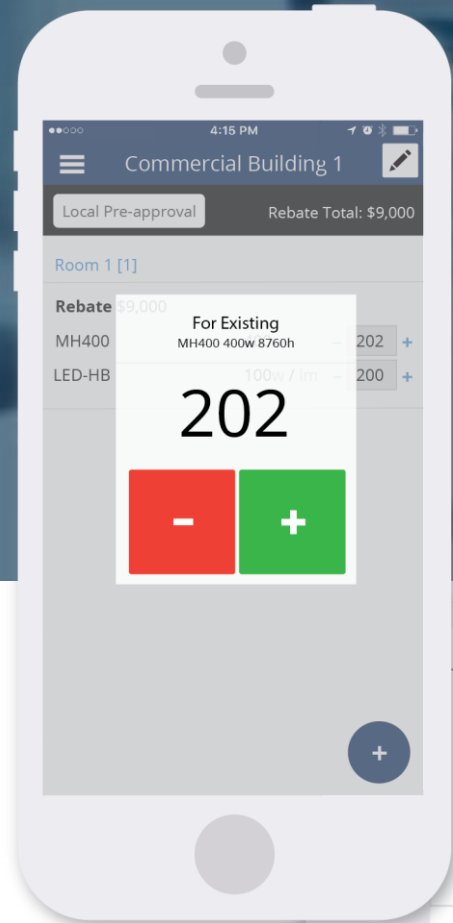 4:15 PM
Commercial Building 1
Local Pre-approval Rebate Total: $9,000
Room 1 [1]
Rebate $9,000
For Existing
MH400 400w 8760h
MH400 – 202 +
LED-HB 100w / lm – 200 +
202
- +
+